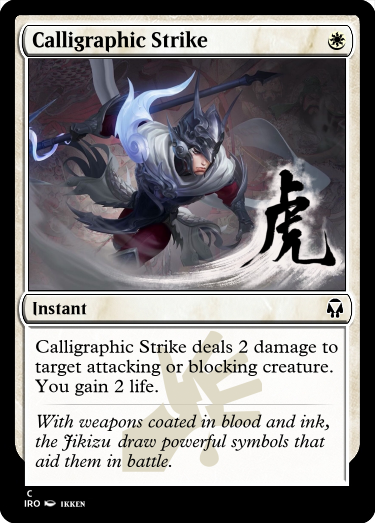 Calligraphic Strike
虎
Instant
Calligraphic Strike deals 2 damage to
target attacking or blocking creature.
You gain 2 life.
With weapons coated in blood and ink,
the Jikizu draw powerful symbols that
aid them in battle.
C
IRO IKKEN